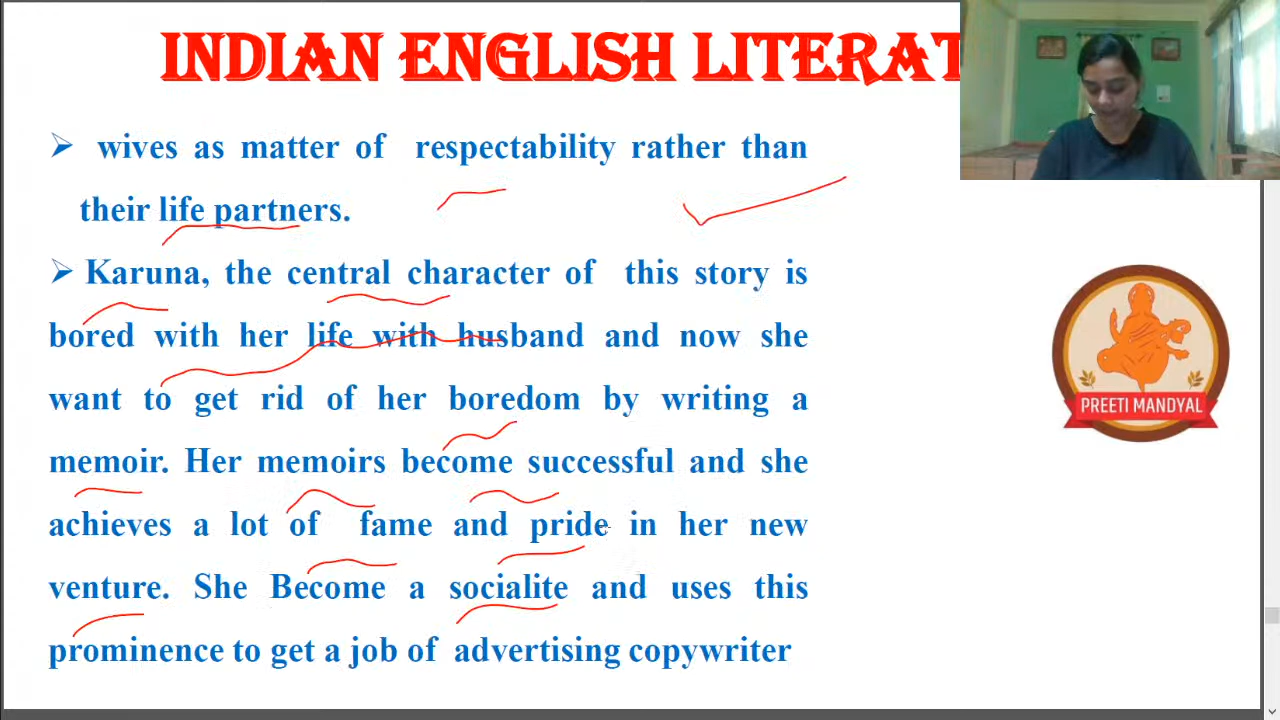 INDIAN ENGLISH LITERAT
➢ wives as matter of respectability rather than
their life partners.
➢ Karuna, the central character of this story is
bored with her life with husband and now she
want to get rid of her boredom by writing a
memoir. Her memoirs become successful and she
achieves a lot of fame and pride in her new
venture. She Become a socialite and uses this
prominence to get a job of advertising copywriter
PREETI MANDYAL